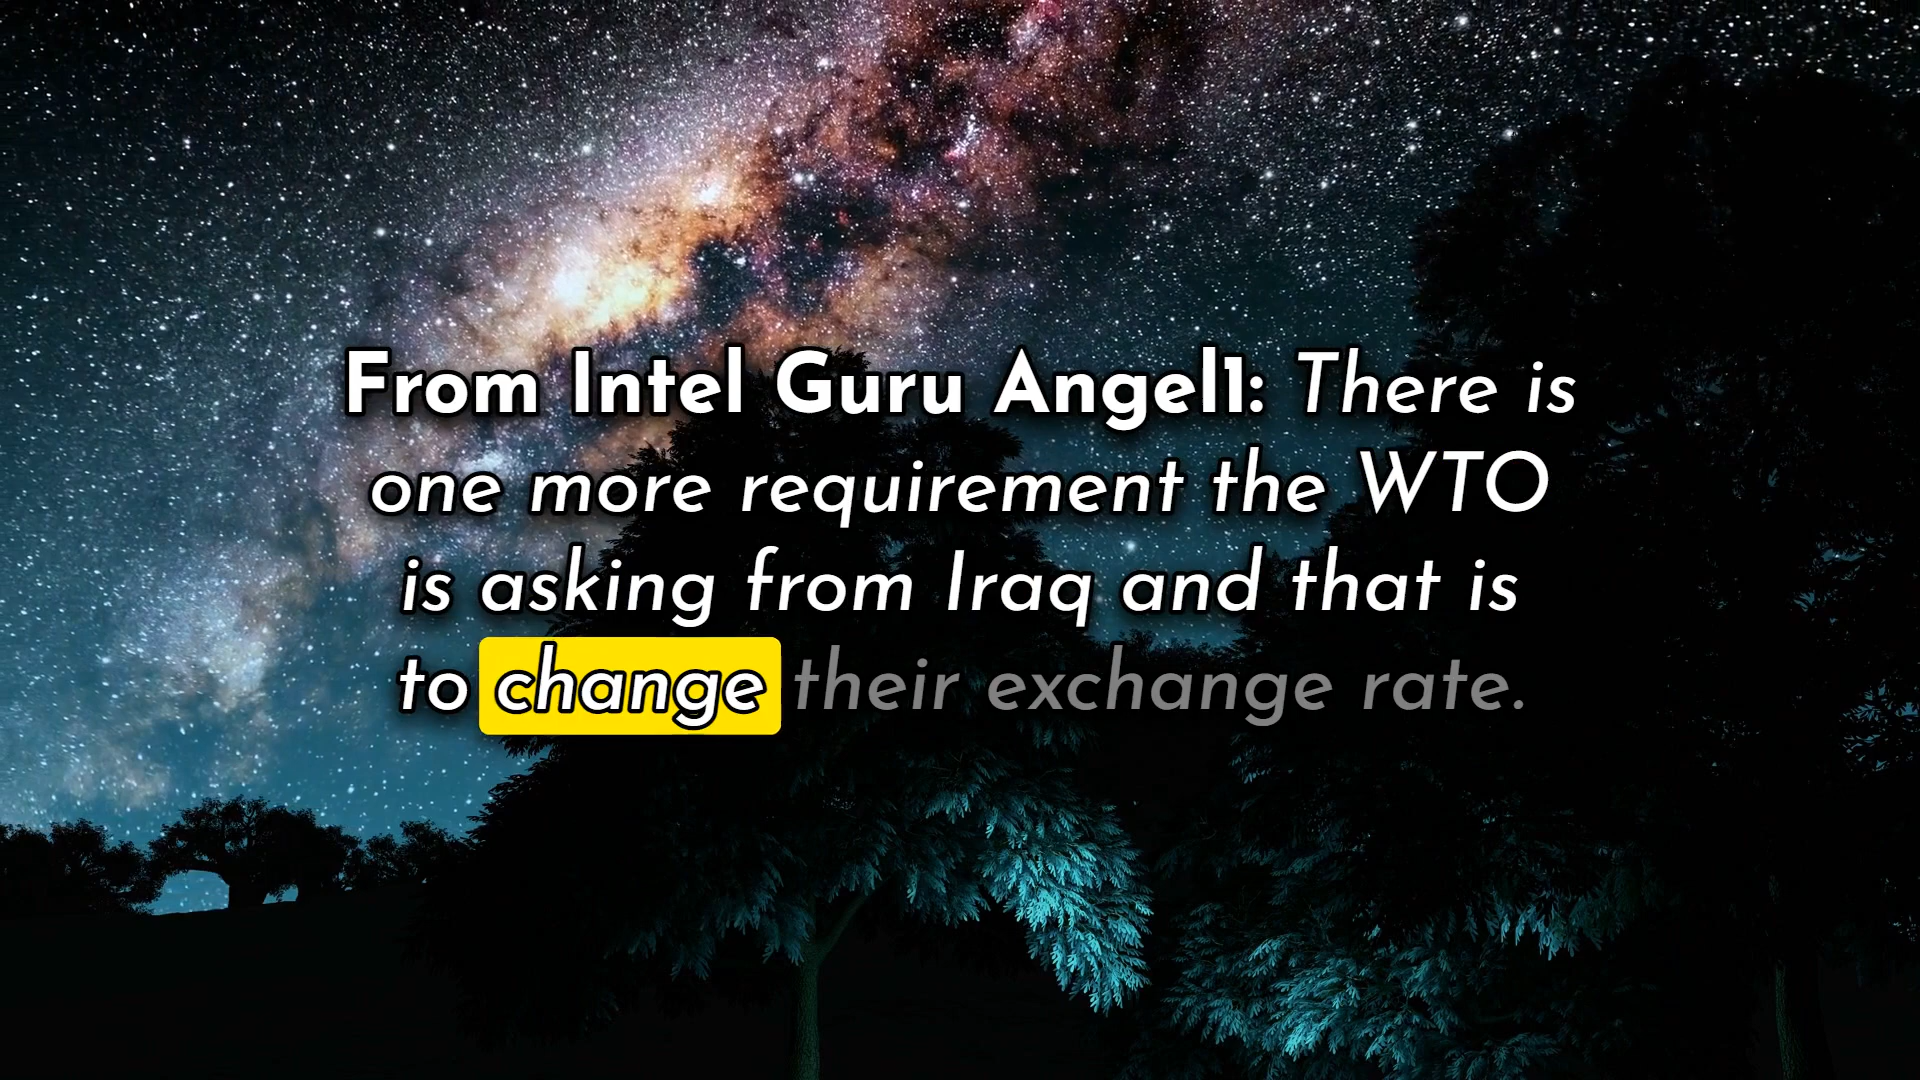 From Intel Guru Angel1: There is
one more requirement the WTO
is asking from Iraq and that is
to change their exchange rate.